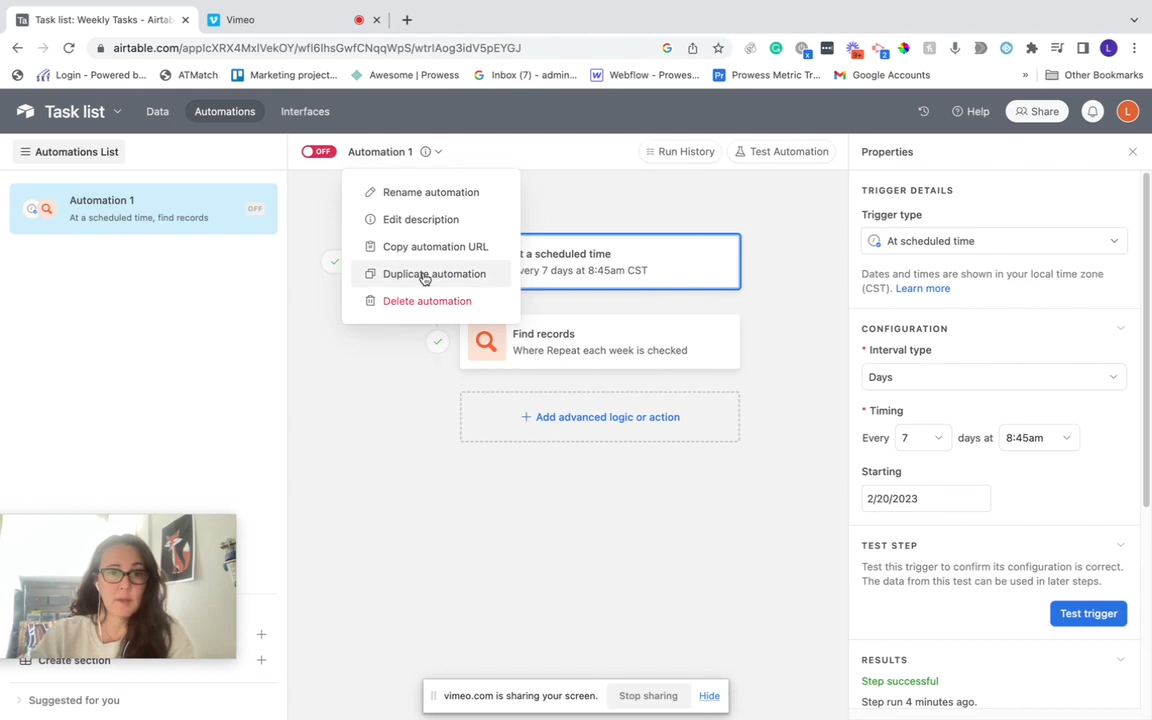 Ta Task list: Weekly Tasks - Airtable
Vimeo
airtable.com/appIcXRX4MxIVekOY/wfl6lhsGwfCNqqWpS/wtrIAog3idV5pEYGJ
L
Login - Powered b...
ATMatch
Marketing project...
Awesome | Prowess
Inbox (7) - admin...
Webflow - Prowes...
Prowess Metric Tr...
Google Accounts
»
Other Bookmarks
Task list
Data
Automations
Interfaces
Help
Share
L
Automations List
OFF
Automation 1
Run History
Test Automation
Properties
Automation 1
At a scheduled time, find records
OFF
Rename automation
Edit description
Copy automation URL
Duplicate automation
Delete automation
t a scheduled time
very 7 days at 8:45am CST
Find records
Where Repeat each week is checked
+ Add advanced logic or action
TRIGGER DETAILS
Trigger type
At scheduled time
Dates and times are shown in your local time zone
(CST). Learn more
CONFIGURATION
* Interval type
Days
* Timing
Every 7 days at 8:45am
Starting
2/20/2023
TEST STEP
Test this trigger to confirm its configuration is correct.
The data from this test can be used in later steps.
Test trigger
RESULTS
Step successful
Step run 4 minutes ago.
Create section
Suggested for you
vimeo.com is sharing your screen.
Stop sharing
Hide